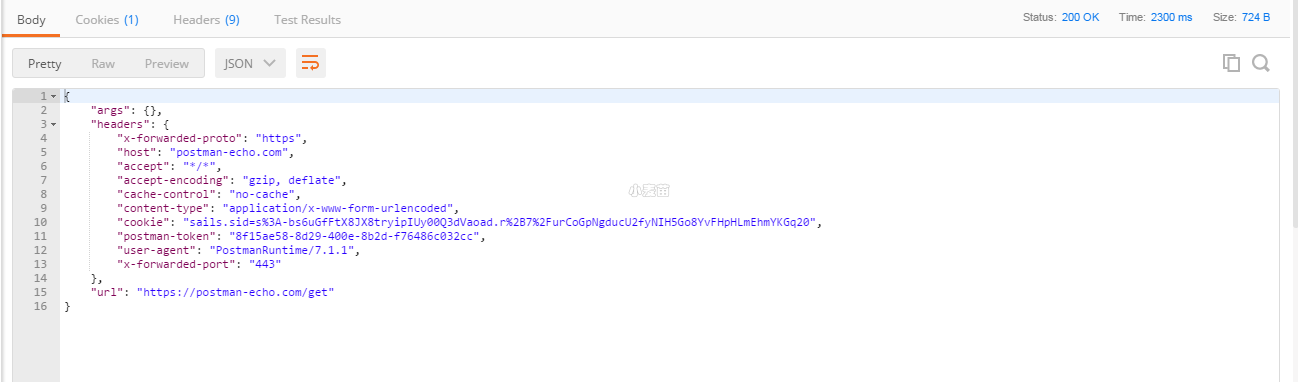 Body Cookies (1) Headers (9) Test Results Status: 200 OK Time: 2300 ms Size: 724 B
Pretty Raw Preview JSON
1 {
2 "args": {},
3 "headers": {
4 "x-forwarded-proto": "https",
5 "host": "postman-echo.com",
6 "accept": "*/*",
7 "accept-encoding": "gzip, deflate",
8 "cache-control": "no-cache",
9 "content-type": "application/x-www-form-urlencoded",
10 "cookie": "sails.sid=s%3A-bs6uGfFtX8JX8tryipIUy00Q3dVaoad.r%2B7%2FurCoGpNgducU2fyNIH5Go8YvFHpHLmEhmYKGq20",
11 "postman-token": "8f15ae58-8d29-400e-8b2d-f76486c032cc",
12 "user-agent": "PostmanRuntime/7.1.1",
13 "x-forwarded-port": "443"
14 },
15 "url": "https://postman-echo.com/get"
16 }